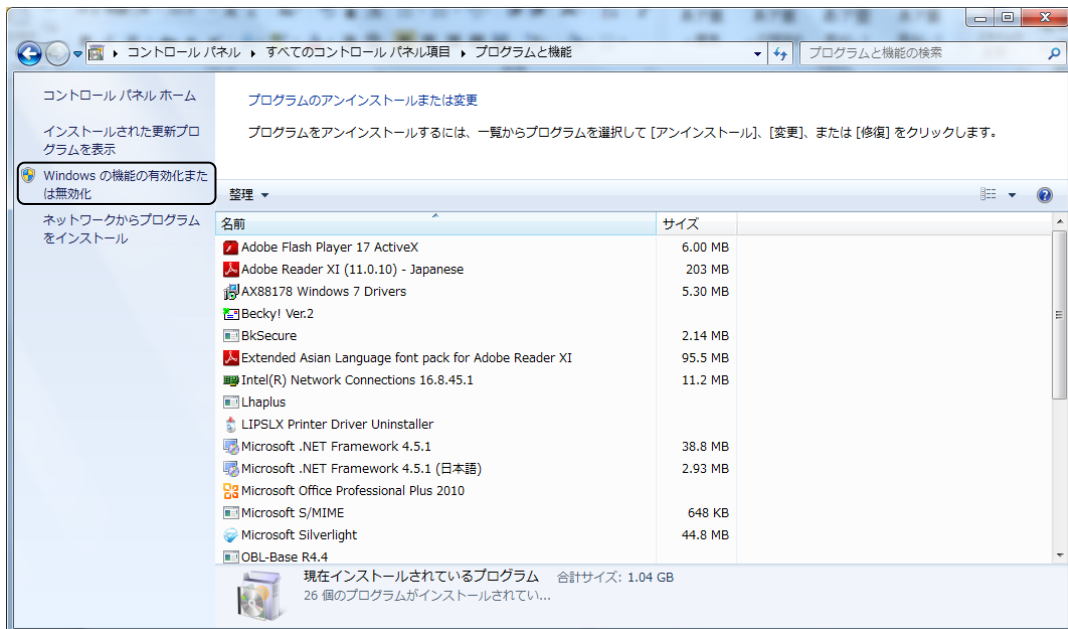 コントロール パネル ▸ すべてのコントロール パネル項目 ▸ プログラムと機能
プログラムと機能の検索
コントロール パネル ホーム
インストールされた更新プロ
グラムを表示
Windows の機能の有効化また
は無効化
ネットワークからプログラム
をインストール
プログラムのアンインストールまたは変更
プログラムをアンインストールするには、一覧からプログラムを選択して [アンインストール]、[変更]、または [修復] をクリックします。
整理
名前 サイズ
Adobe Flash Player 17 ActiveX 6.00 MB
Adobe Reader XI (11.0.10) - Japanese 203 MB
AX88178 Windows 7 Drivers 5.30 MB
Becky! Ver.2
BkSecure 2.14 MB
Extended Asian Language font pack for Adobe Reader XI 95.5 MB
Intel(R) Network Connections 16.8.45.1 11.2 MB
Lhaplus
LIPSLX Printer Driver Uninstaller
Microsoft .NET Framework 4.5.1 38.8 MB
Microsoft .NET Framework 4.5.1 (日本語) 2.93 MB
Microsoft Office Professional Plus 2010
Microsoft S/MIME 648 KB
Microsoft Silverlight 44.8 MB
OBL-Base R4.4
現在インストールされているプログラム 合計サイズ: 1.04 GB
26 個のプログラムがインストールされてい...